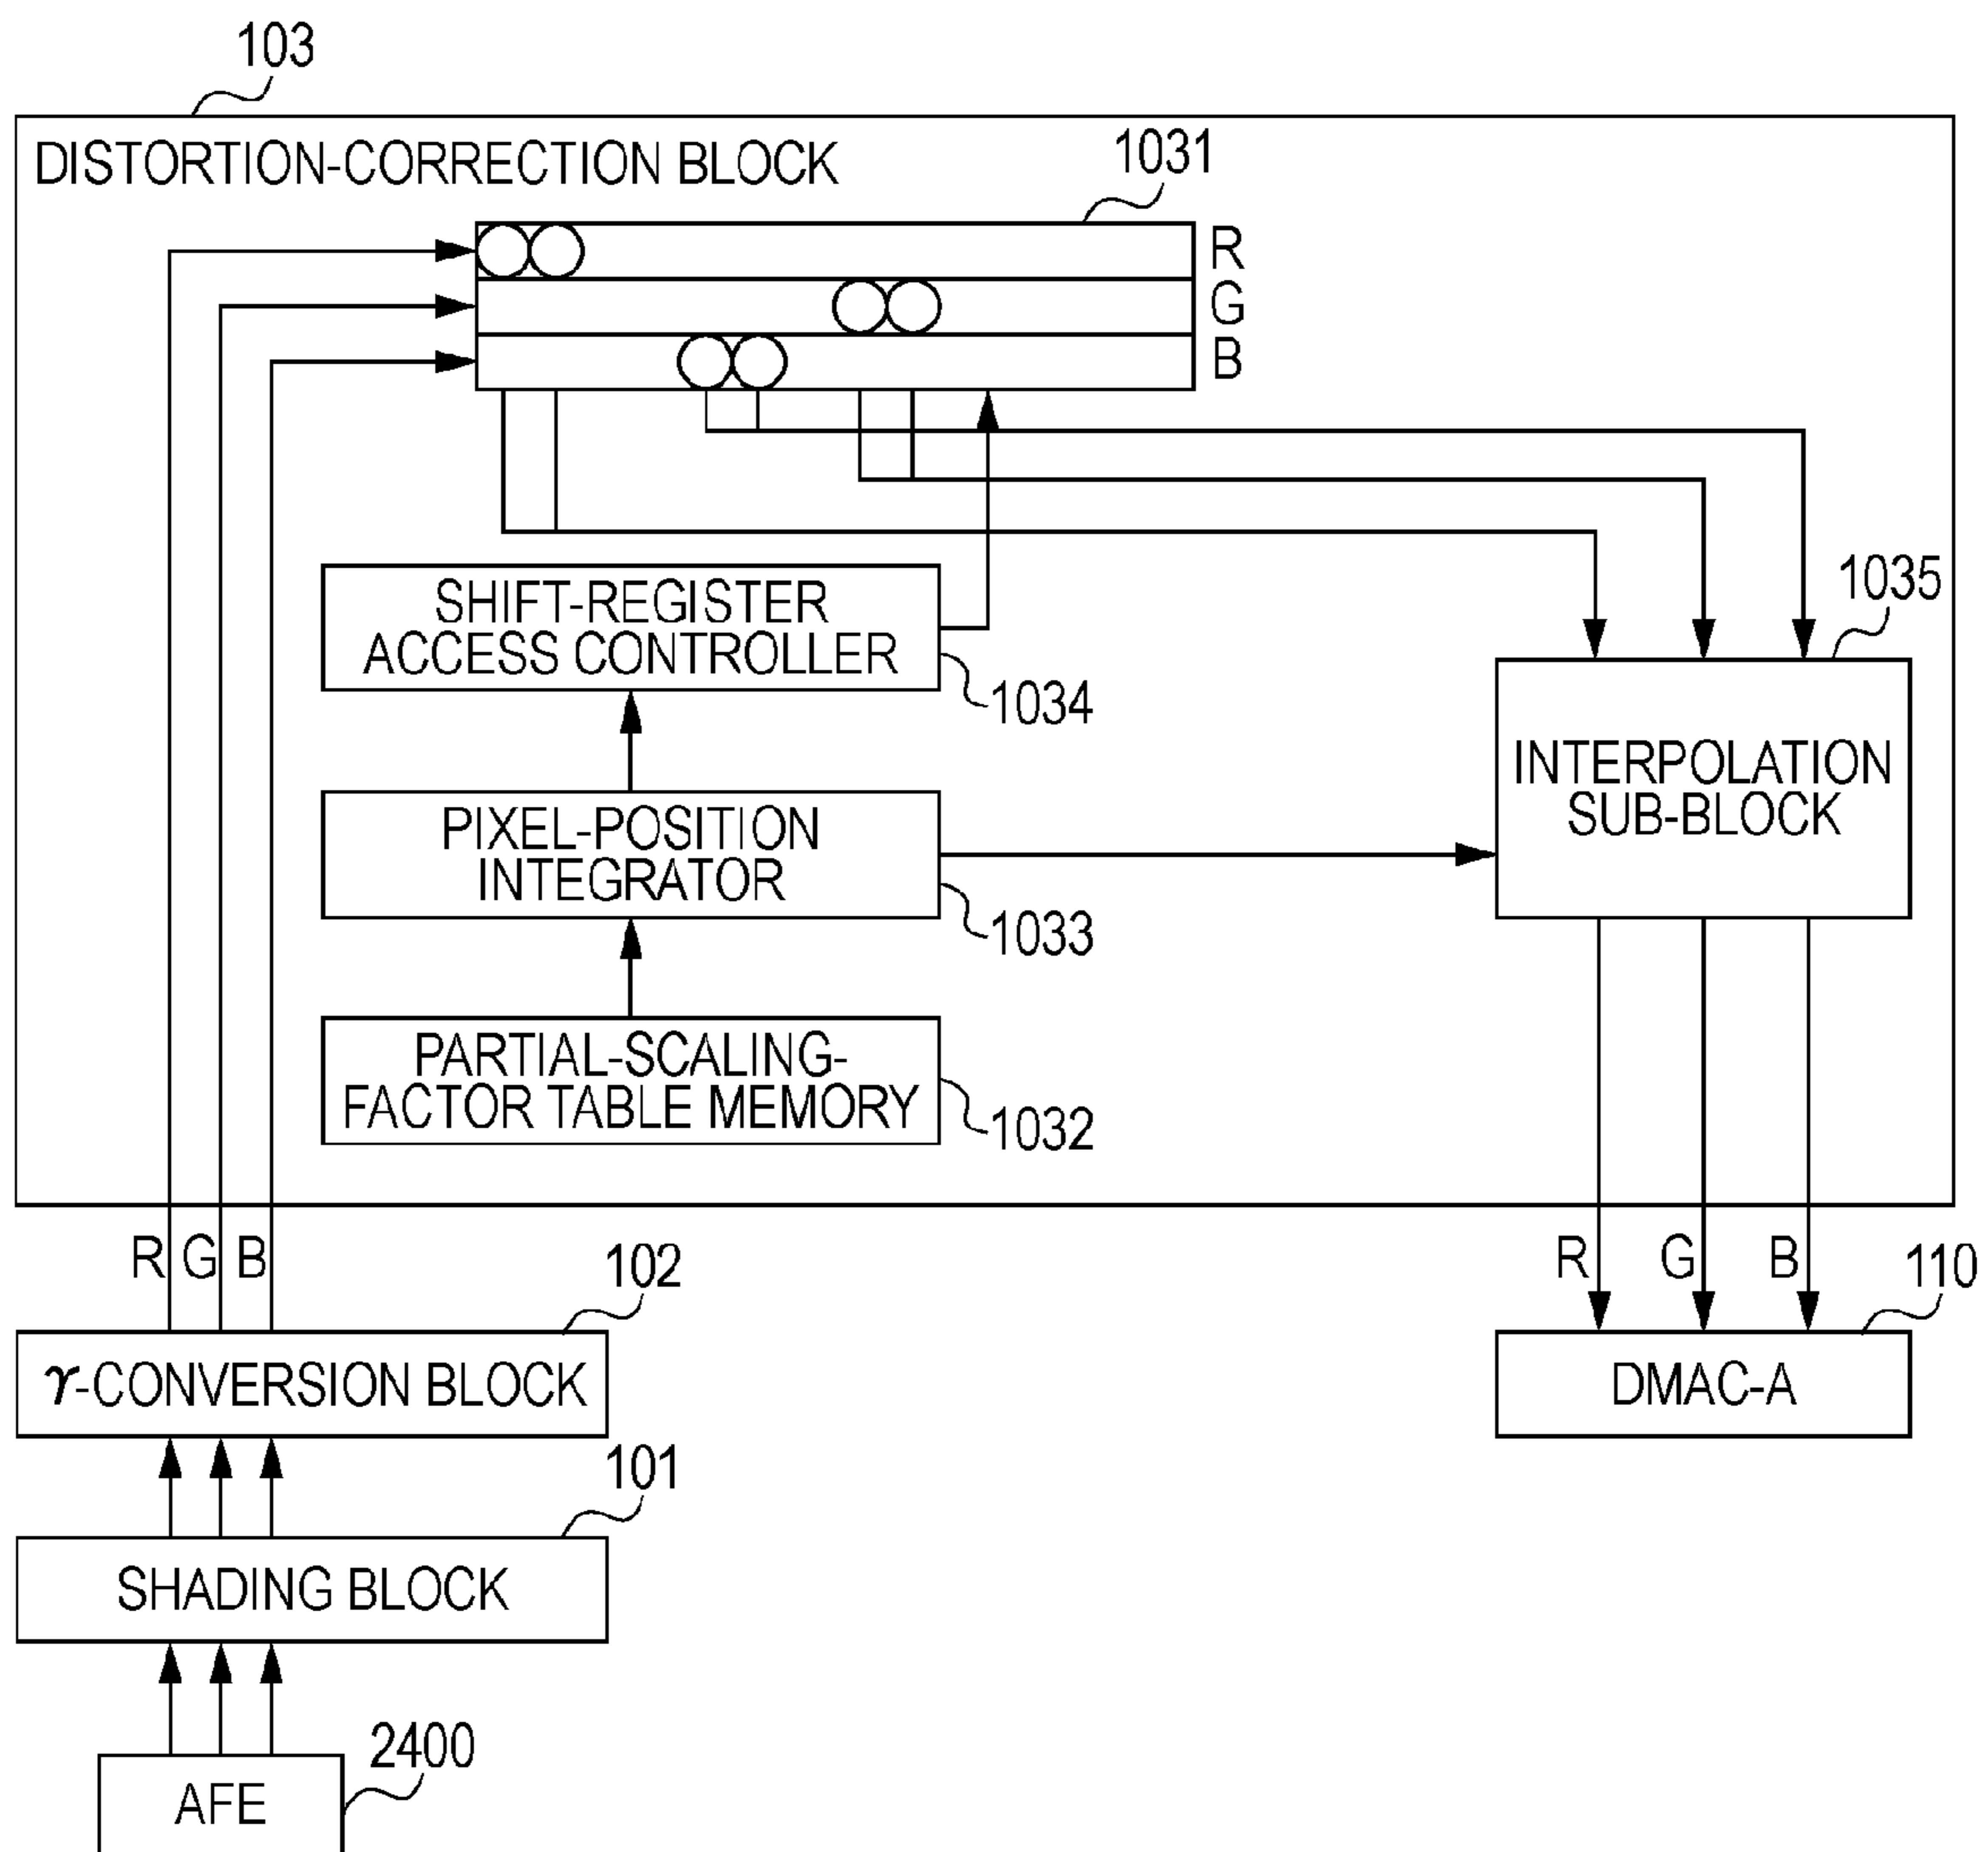 103
DISTORTION-CORRECTION BLOCK
1031
R
G
B
SHIFT-REGISTER
ACCESS CONTROLLER
1034
1035
INTERPOLATION
SUB-BLOCK
PIXEL-POSITION
INTEGRATOR
1033
PARTIAL-SCALING-
FACTOR TABLE MEMORY
1032
R G B
R G B
102
110
γ-CONVERSION BLOCK
DMAC-A
101
SHADING BLOCK
2400
AFE